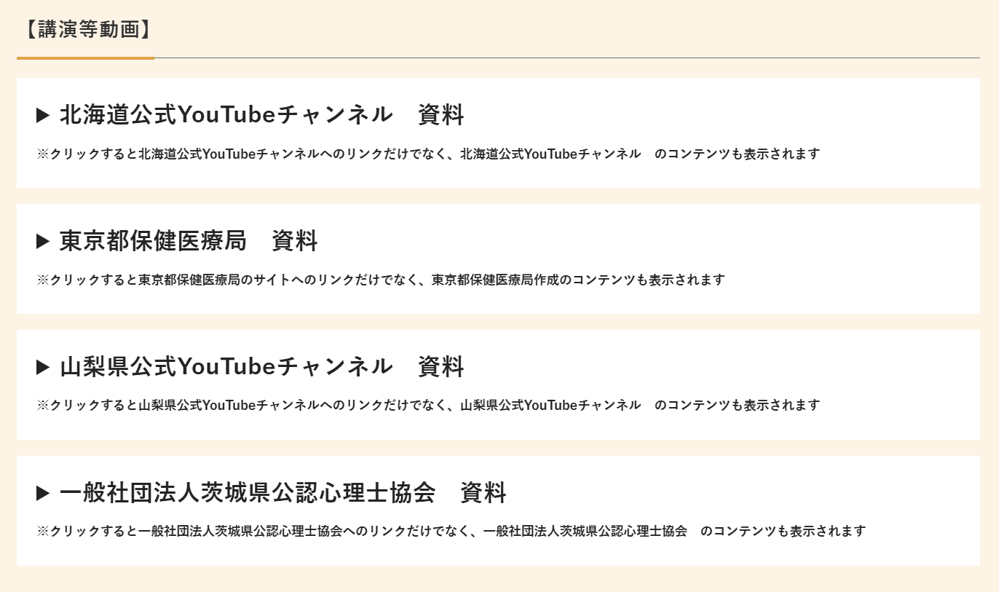 【講演等動画】
▶ 北海道公式YouTubeチャンネル　資料
※クリックすると北海道公式YouTubeチャンネルへのリンクだけでなく、北海道公式YouTubeチャンネル　のコンテンツも表示されます
▶ 東京都保健医療局　資料
※クリックすると東京都保健医療局のサイトへのリンクだけでなく、東京都保健医療局作成のコンテンツも表示されます
▶ 山梨県公式YouTubeチャンネル　資料
※クリックすると山梨県公式YouTubeチャンネルへのリンクだけでなく、山梨県公式YouTubeチャンネル　のコンテンツも表示されます
▶ 一般社団法人茨城県公認心理士協会　資料
※クリックすると一般社団法人茨城県公認心理士協会へのリンクだけでなく、一般社団法人茨城県公認心理士協会　のコンテンツも表示されます